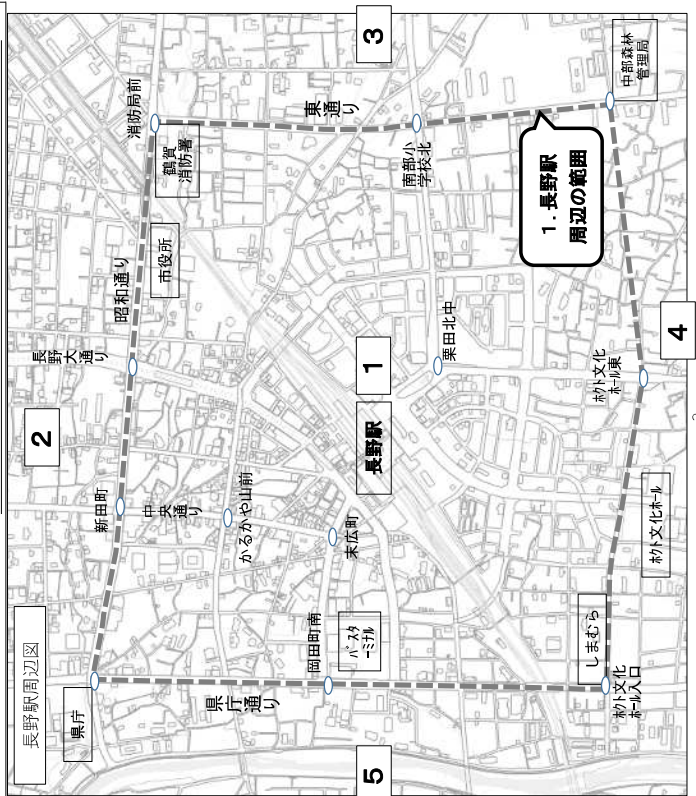 長野駅周辺図
県庁
2
3
新田町
長野大
通り
昭和通り
市役所
消防局前
鶴賀
消防署
東
通り
中央
通り
かるかや山前
末広町
岡田町南
バスタ
ーミナル
県庁
通り
長野駅
1
栗田北中
南部小
学校北
1．長野駅
周辺の範囲
中部森林
管理局
しまむら
ホクト文化
ホール入口
ホクト文化ホール
ホクト文化
ホール東
4
5